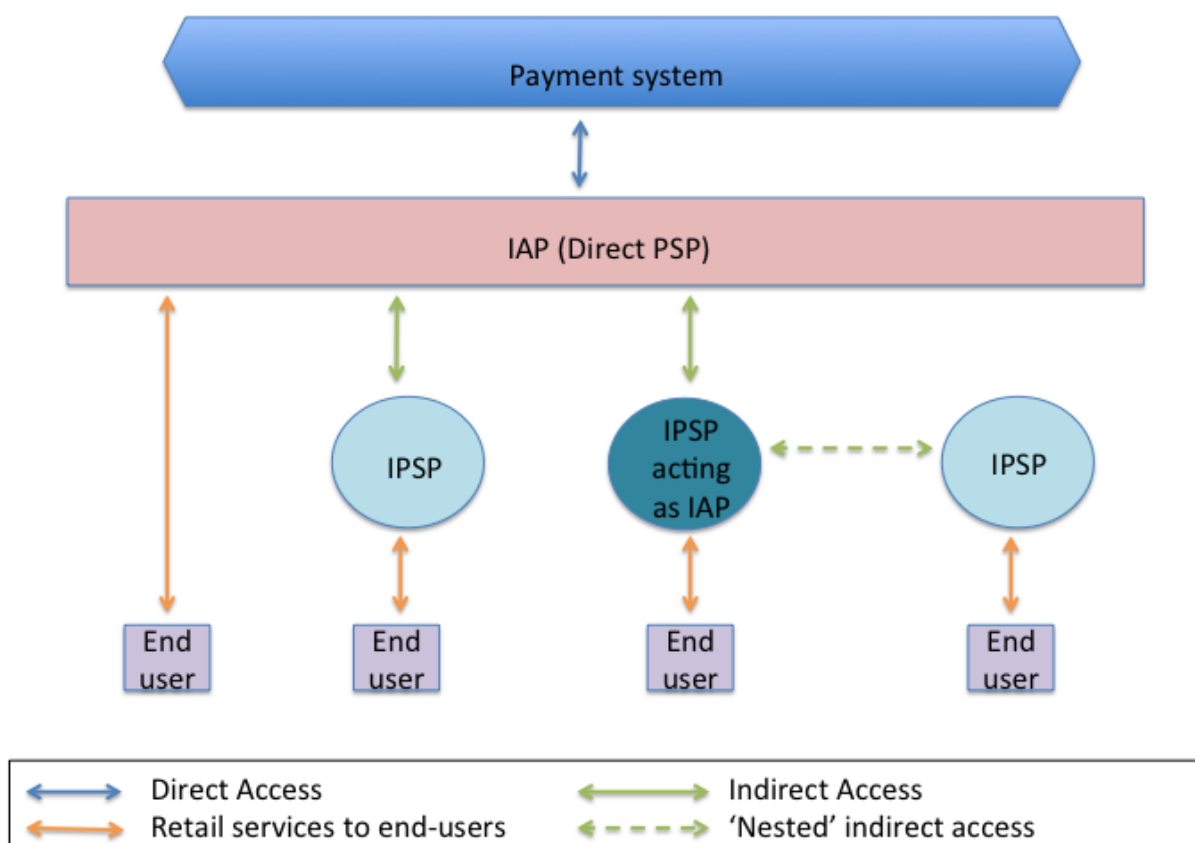 Payment system
IAP (Direct PSP)
IPSP
IPSP
acting
as IAP
IPSP
End
user
End
user
End
user
End
user
Direct Access
Indirect Access
Retail services to end-users
‘Nested’ indirect access